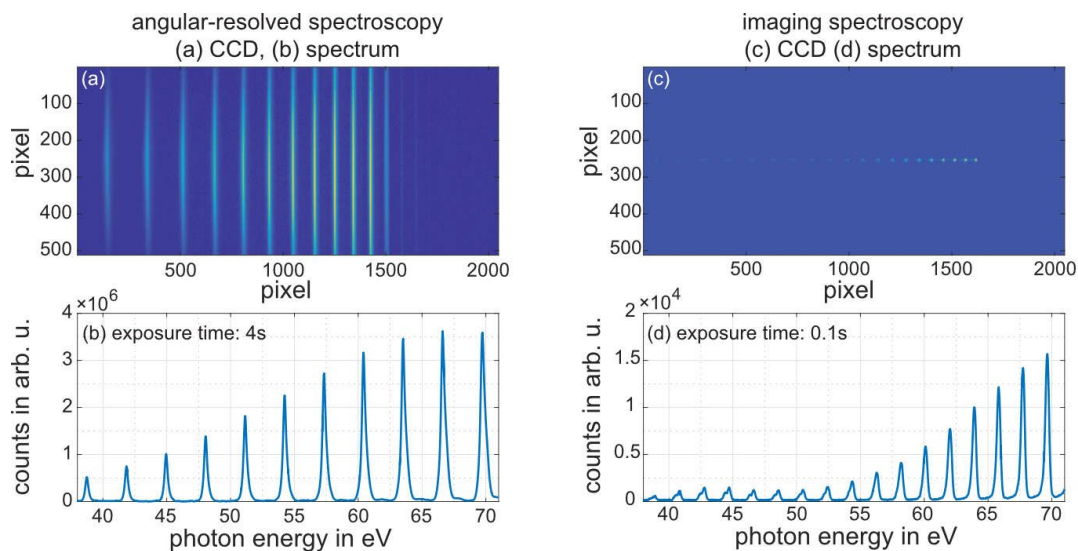 angular-resolved spectroscopy
(a) CCD, (b) spectrum
(a)
100
200
300
400
500
pixel
500 1000 1500 2000
pixel
×10⁶
(b) exposure time: 4s
4
3
2
1
0
counts in arb. u.
40 45 50 55 60 65 70
photon energy in eV
imaging spectroscopy
(c) CCD (d) spectrum
(c)
100
200
300
400
500
pixel
500 1000 1500 2000
pixel
×10⁴
(d) exposure time: 0.1s
2
1.5
1
0.5
0
counts in arb. u.
40 45 50 55 60 65 70
photon energy in eV